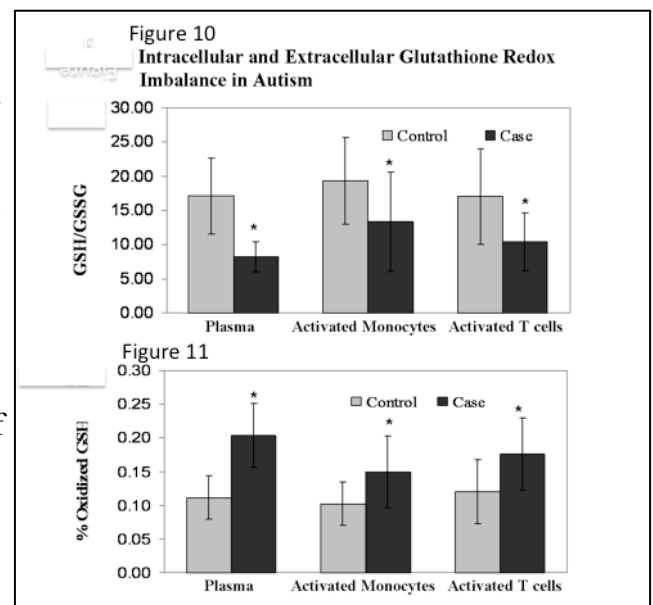 Figure 10
Intracellular and Extracellular Glutathione Redox
Imbalance in Autism
30.00
25.00
20.00
15.00
10.00
5.00
0.00
GSH/GSSG
Control
Case
*
*
*
Plasma
Activated Monocytes
Activated T cells
Figure 11
0.30
0.25
0.20
0.15
0.10
0.05
0.00
% Oxidized GSH
Control
Case
*
*
*
Plasma
Activated Monocytes
Activated T cells
f